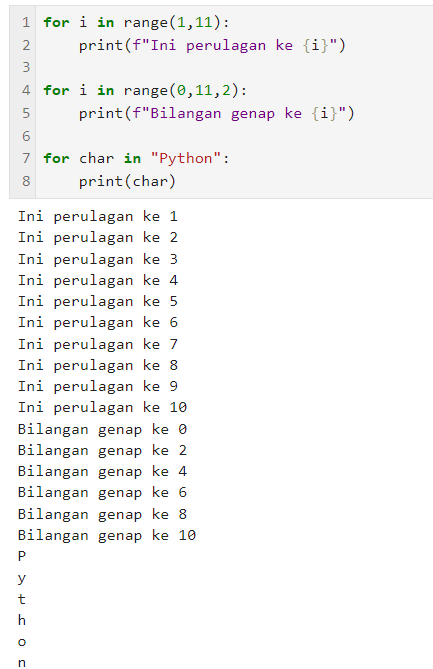 1 for i in range(1,11):
2     print(f"Ini perulagan ke {i}")
3
4 for i in range(0,11,2):
5     print(f"Bilangan genap ke {i}")
6
7 for char in "Python":
8     print(char)
Ini perulagan ke 1
Ini perulagan ke 2
Ini perulagan ke 3
Ini perulagan ke 4
Ini perulagan ke 5
Ini perulagan ke 6
Ini perulagan ke 7
Ini perulagan ke 8
Ini perulagan ke 9
Ini perulagan ke 10
Bilangan genap ke 0
Bilangan genap ke 2
Bilangan genap ke 4
Bilangan genap ke 6
Bilangan genap ke 8
Bilangan genap ke 10
P
y
t
h
o
n